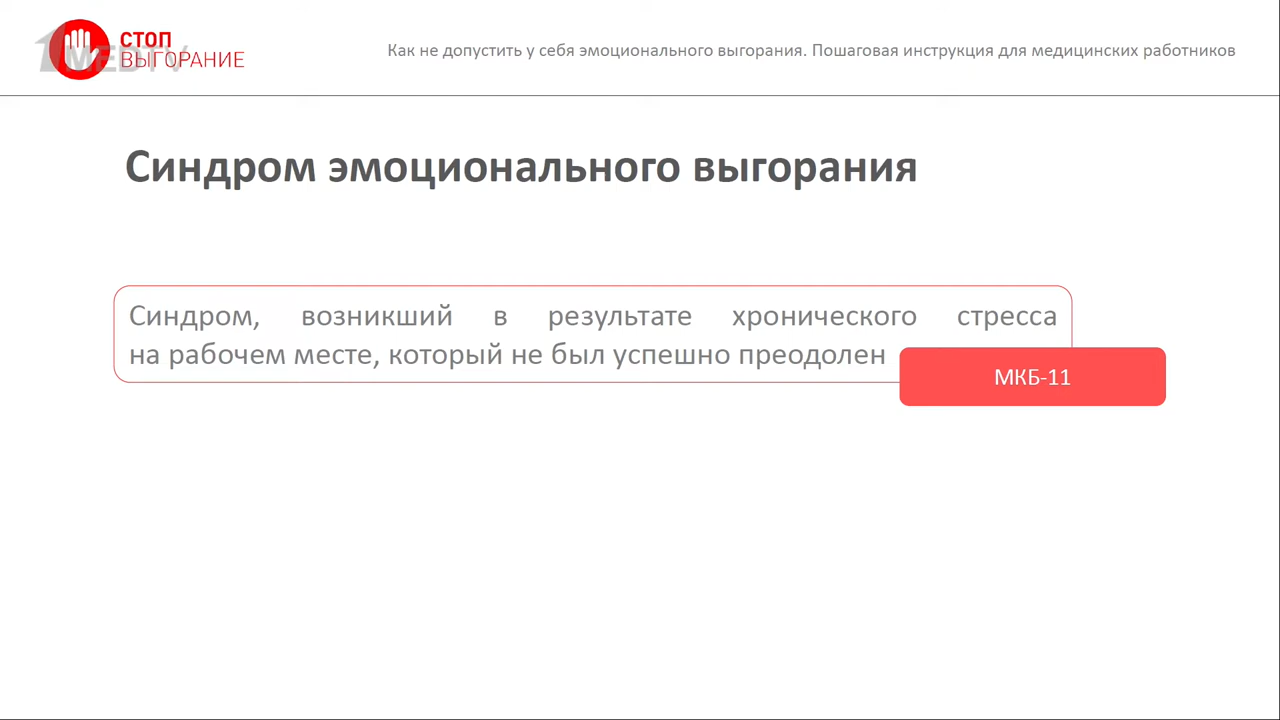 СТОП
ВЫГОРАНИЕ
1MEDTV
Как не допустить у себя эмоционального выгорания. Пошаговая инструкция для медицинских работников
Синдром эмоционального выгорания
Синдром, возникший в результате хронического стресса
на рабочем месте, который не был успешно преодолен
МКБ-11